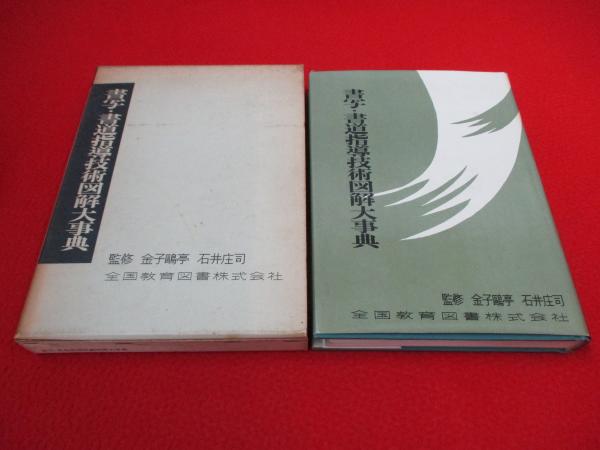 書写・書道指導技術図解大事典
監修 金子鷗亭 石井庄司
全国教育図書株式会社
書写・書道指導技術図解大事典
監修 金子鷗亭 石井庄司
全国教育図書株式会社